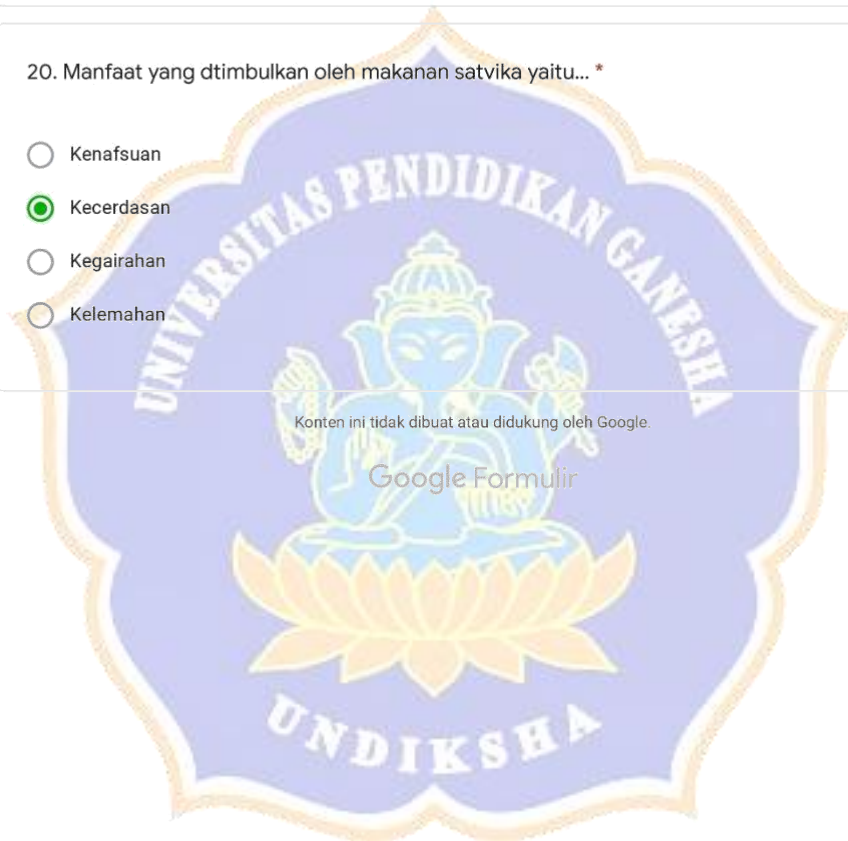 20. Manfaat yang dtimbulkan oleh makanan satvika yaitu... *
Kenafsuan
Kecerdasan
Kegairahan
Kelemahan
UNIVERSITAS PENDIDIKAN GANESHA
Konten ini tidak dibuat atau didukung oleh Google.
Google Formulir
UNDIKSHA